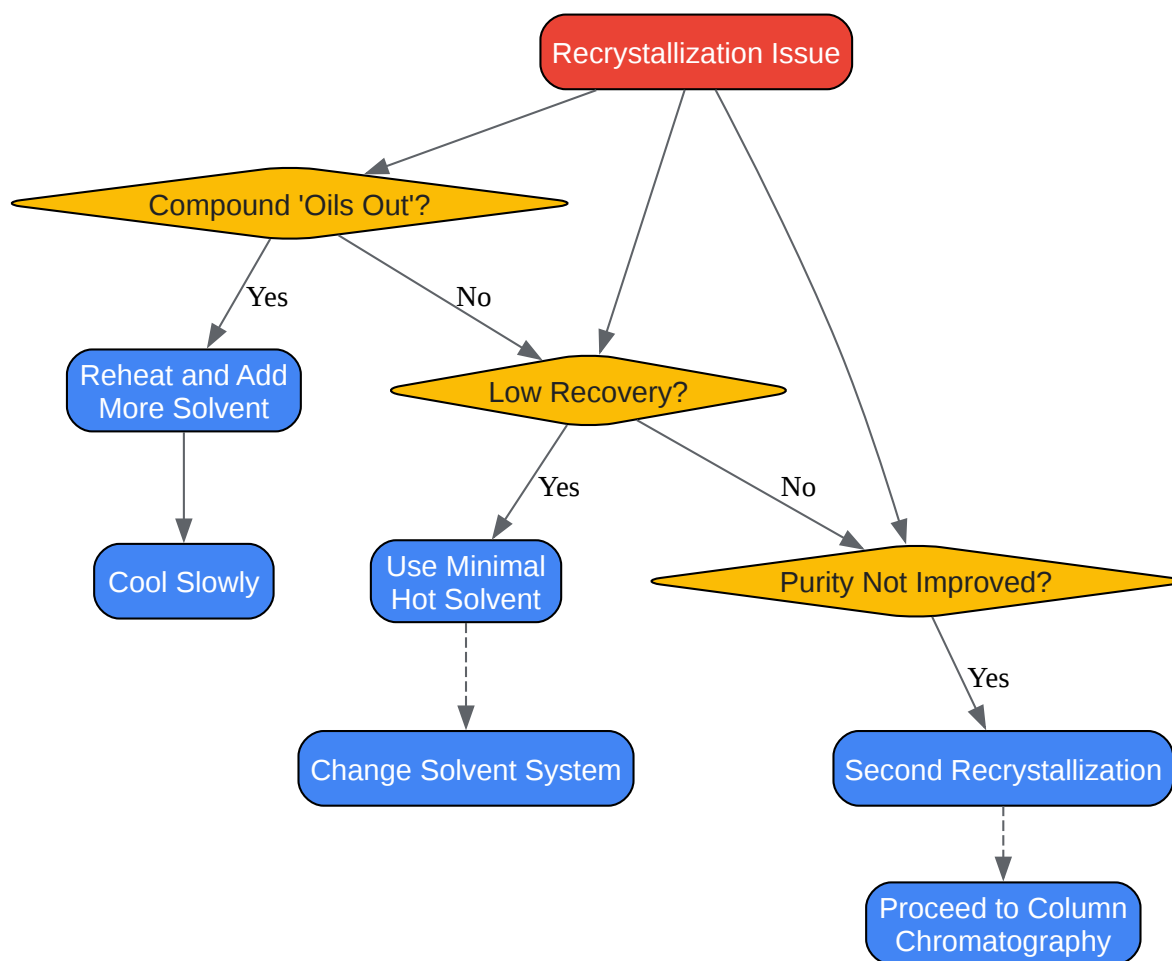 Recrystallization Issue
Compound 'Oils Out'?
Yes
No
Reheat and Add
More Solvent
Low Recovery?
Yes
No
Cool Slowly
Use Minimal
Hot Solvent
Purity Not Improved?
Yes
Change Solvent System
Second Recrystallization
Proceed to Column
Chromatography